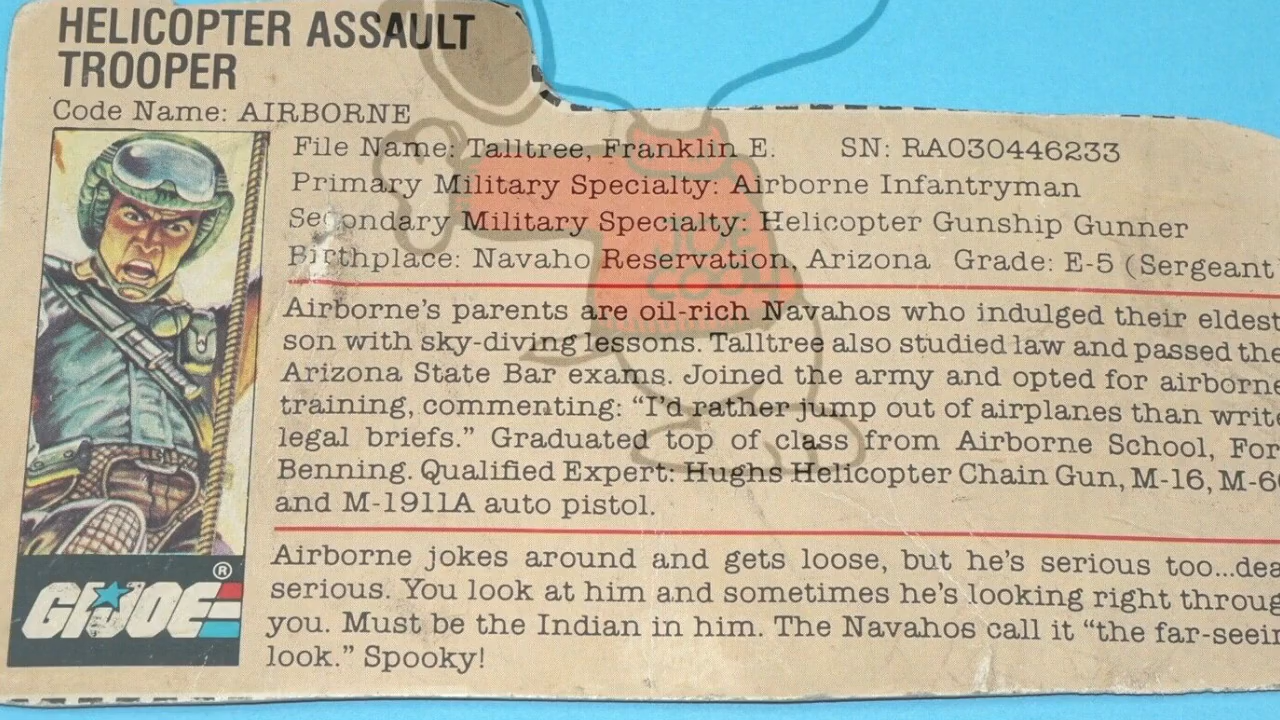 HELICOPTER ASSAULT
TROOPER
Code Name: AIRBORNE
File Name: Talltree, Franklin E. SN: RA030446233
Primary Military Specialty: Airborne Infantryman
Secondary Military Specialty: Helicopter Gunship Gunner
Birthplace: Navaho Reservation, Arizona Grade: E-5 (Sergeant)
JOE
COOL
Airborne's parents are oil-rich Navahos who indulged their eldest
son with sky-diving lessons. Talltree also studied law and passed the
Arizona State Bar exams. Joined the army and opted for airborne
training, commenting: “I'd rather jump out of airplanes than write
legal briefs.” Graduated top of class from Airborne School, For
Benning. Qualified Expert: Hughs Helicopter Chain Gun, M-16, M-60
and M-1911A auto pistol.
Airborne jokes around and gets loose, but he's serious too...dea
serious. You look at him and sometimes he's looking right throug
you. Must be the Indian in him. The Navahos call it “the far-seein
look.” Spooky!
GI JOE®